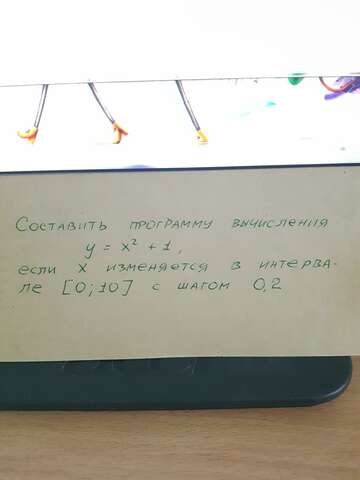 Составить программу вычисления
y = x² + 1,
если x изменяется в интерва-
ле [0; 10] с шагом 0,2